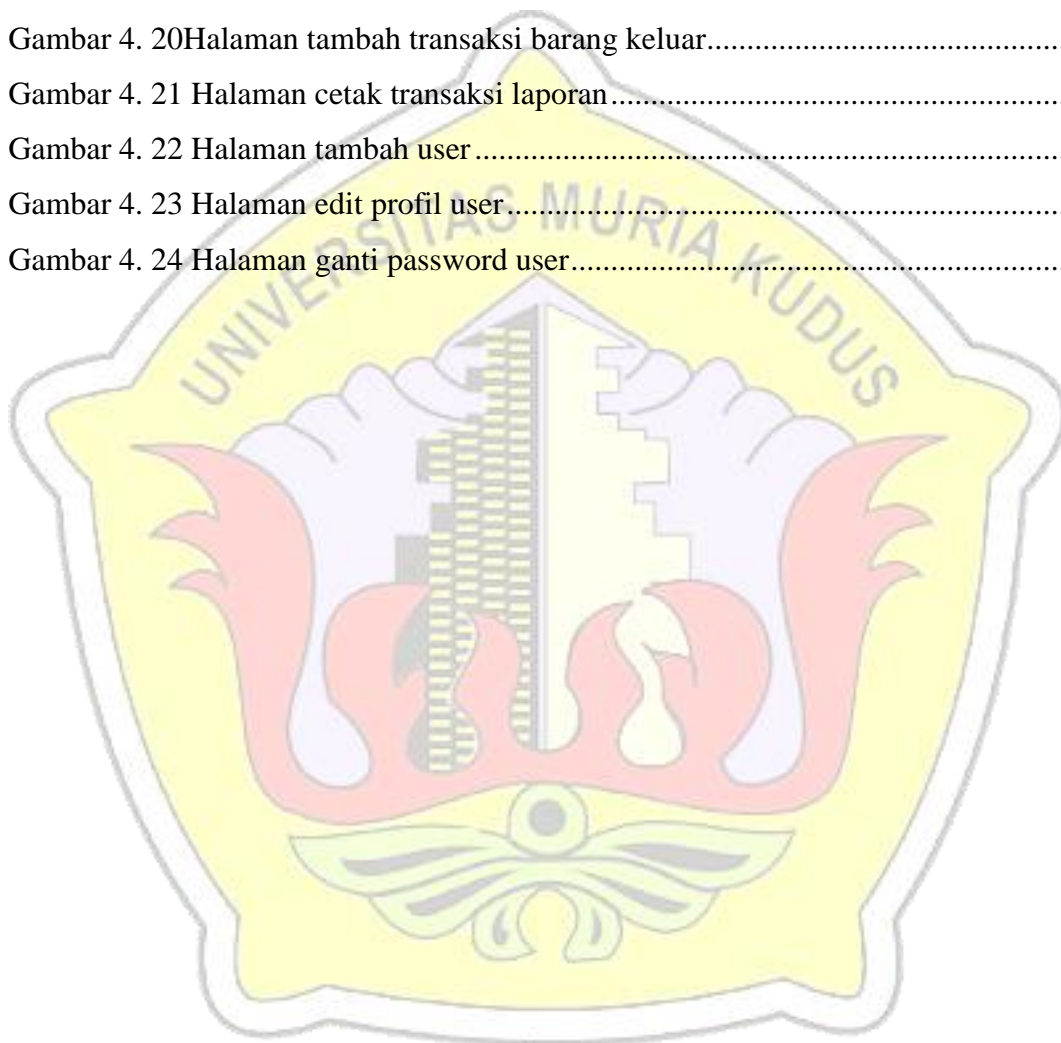 Gambar 4. 20Halaman tambah transaksi barang keluar..............................................
Gambar 4. 21 Halaman cetak transaksi laporan..........................................................
Gambar 4. 22 Halaman tambah user...........................................................................
Gambar 4. 23 Halaman edit profil user.......................................................................
Gambar 4. 24 Halaman ganti password user...............................................................
UNIVERSITAS MURIA KUDUS